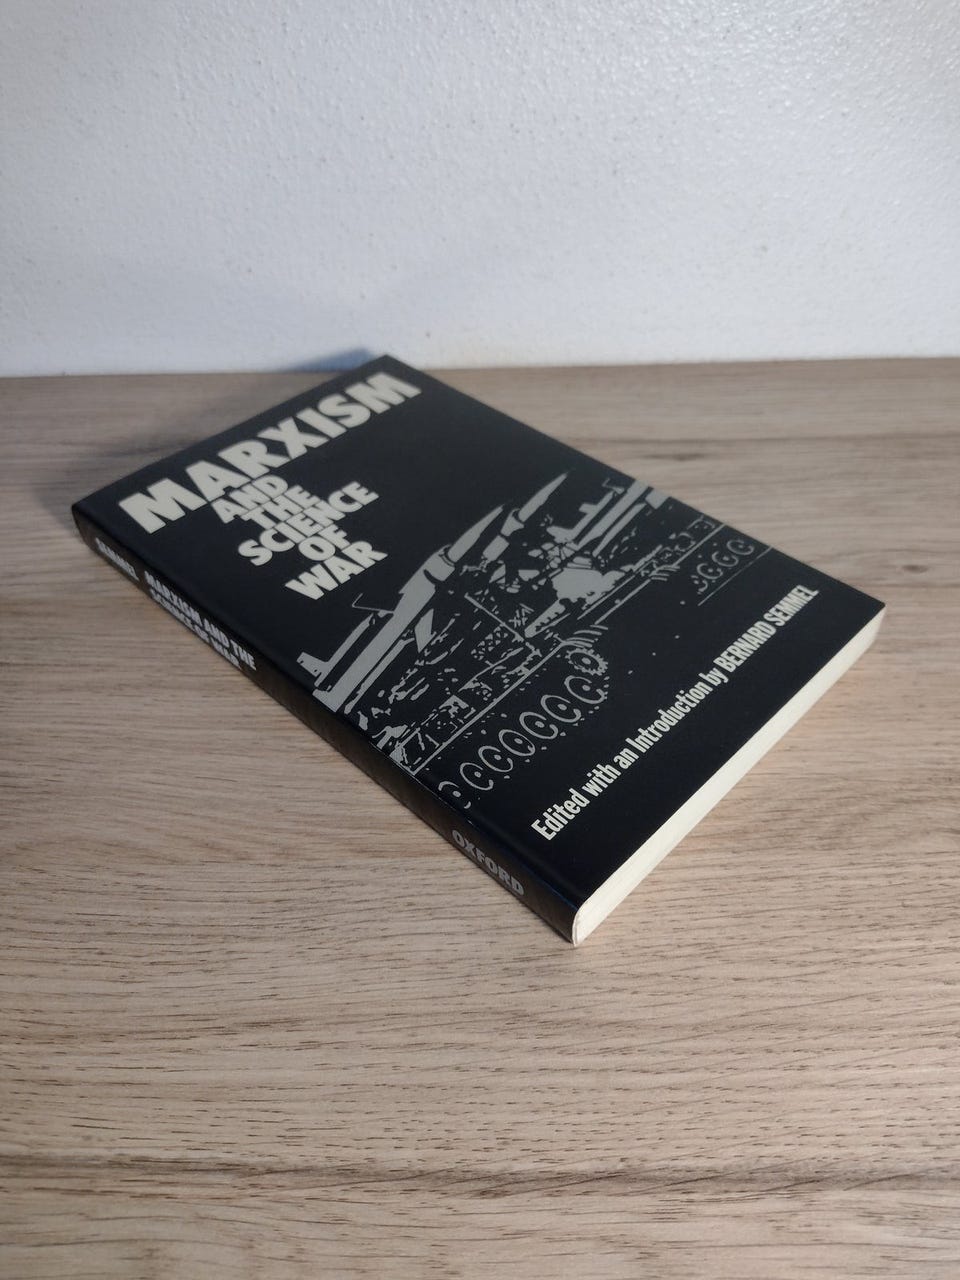 MARXISM
AND
THE
SCIENCE
OF
WAR
Edited with an Introduction by BERNARD SEMMEL
SEMMEL
MARXISM AND THE
SCIENCE OF WAR
OXFORD